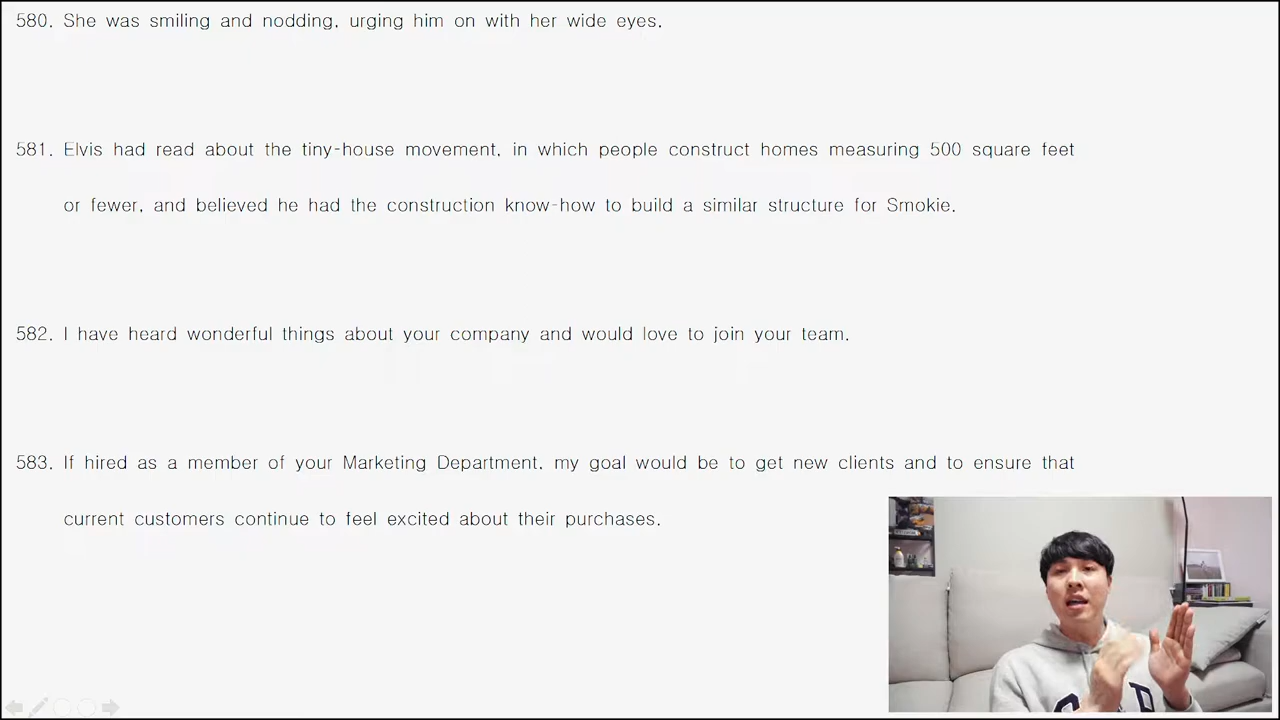 580. She was smiling and nodding, urging him on with her wide eyes.
581. Elvis had read about the tiny-house movement, in which people construct homes measuring 500 square feet
or fewer, and believed he had the construction know-how to build a similar structure for Smokie.
582. I have heard wonderful things about your company and would love to join your team.
583. If hired as a member of your Marketing Department, my goal would be to get new clients and to ensure that
current customers continue to feel excited about their purchases.